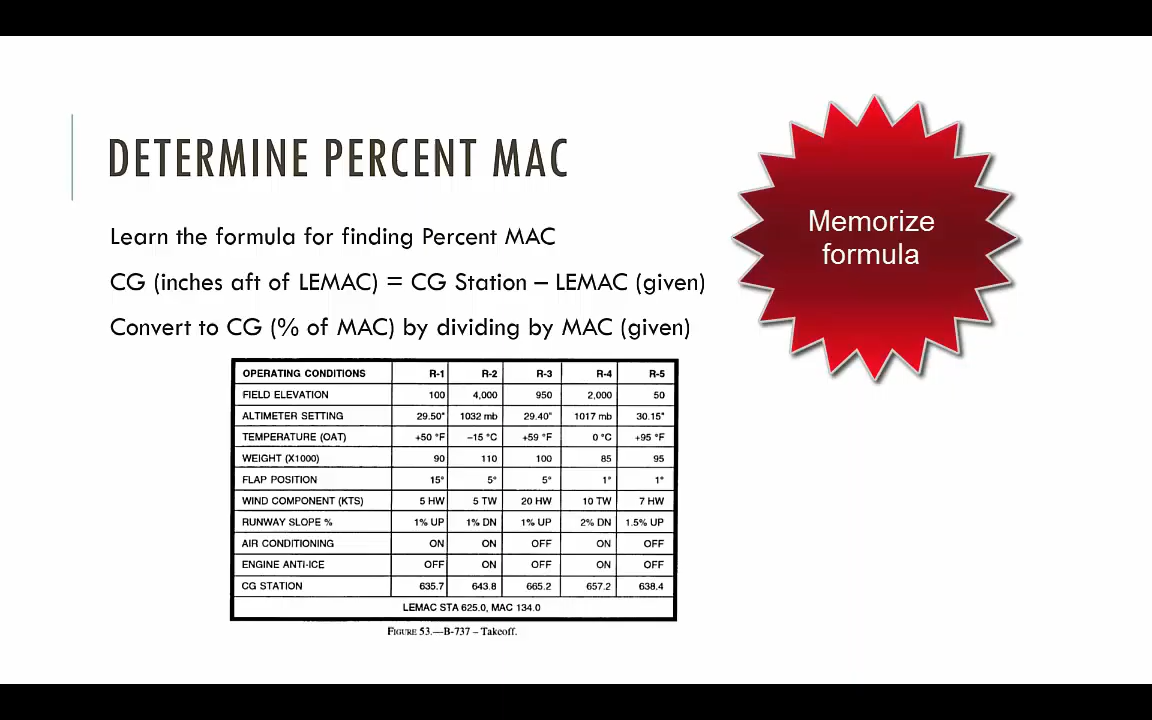 DETERMINE PERCENT MAC
Memorize
formula
Learn the formula for finding Percent MAC
CG (inches aft of LEMAC) = CG Station – LEMAC (given)
Convert to CG (% of MAC) by dividing by MAC (given)
OPERATING CONDITIONS R-1 R-2 R-3 R-4 R-5
FIELD ELEVATION 100 4,000 950 2,000 50
ALTIMETER SETTING 29.50" 1032 mb 29.40" 1017 mb 30.15"
TEMPERATURE (OAT) +50 °F –15 °C +59 °F 0 °C +95 °F
WEIGHT (X1000) 90 110 100 85 95
FLAP POSITION 15° 5° 5° 1° 1°
WIND COMPONENT (KTS) 5 HW 5 TW 20 HW 10 TW 7 HW
RUNWAY SLOPE % 1% UP 1% DN 1% UP 2% DN 1.5% UP
AIR CONDITIONING ON ON OFF ON OFF
ENGINE ANTI-ICE OFF ON OFF ON OFF
CG STATION 635.7 643.8 665.2 657.2 638.4
LEMAC STA 625.0, MAC 134.0
FIGURE 53.—B-737 – Takeoff.